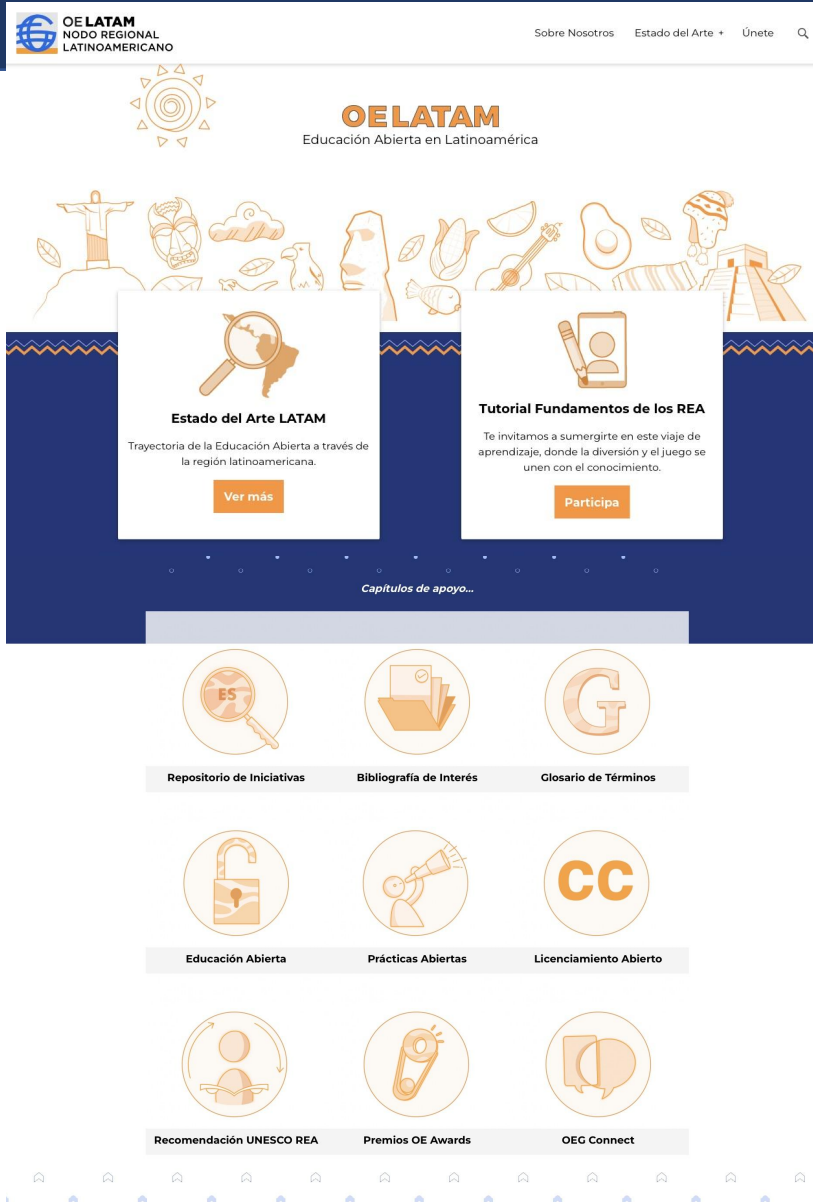 OE LATAM
NODO REGIONAL
LATINOAMERICANO
Sobre Nosotros
Estado del Arte +
Únete
OE LATAM
Educación Abierta en Latinoamérica
Estado del Arte LATAM
Trayectoria de la Educación Abierta a través de
la región latinoamericana.
Ver más
Tutorial Fundamentos de los REA
Te invitamos a sumergirte en este viaje de
aprendizaje, donde la diversión y el juego se
unen con el conocimiento.
Participa
Capítulos de apoyo...
ES
G
Repositorio de Iniciativas
Bibliografía de Interés
Glosario de Términos
CC
Educación Abierta
Prácticas Abiertas
Licenciamiento Abierto
Recomendación UNESCO REA
Premios OE Awards
OEG Connect